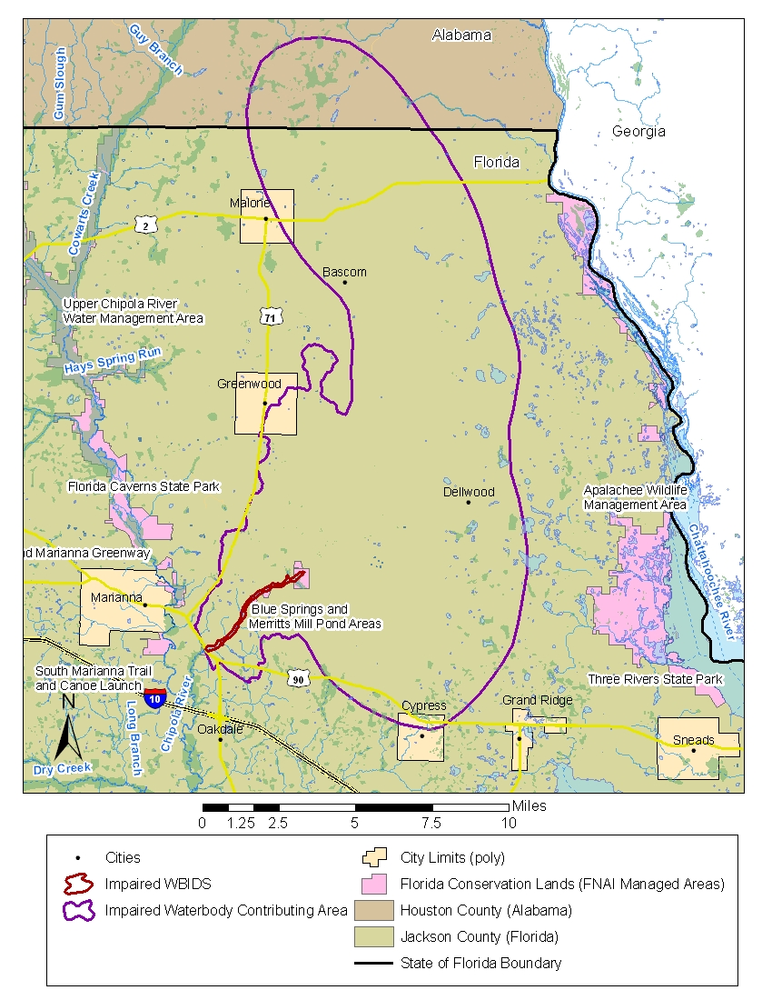 Alabama
Guy Branch
Gum Slough
Georgia
Florida
Cowarts Creek
Malone
2
Bascom
Upper Chipola River
Water Management Area
71
Hays Spring Run
Greenwood
Florida Caverns State Park
Dellwood
Apalachee Wildlife
Management Area
nd Marianna Greenway
Chattahoochee River
Marianna
Blue Springs and
Merritts Mill Pond Areas
South Marianna Trail
and Canoe Launch
90
Three Rivers State Park
N
10
Long Branch
Chipola River
Cypress
Grand Ridge
Oakdale
Sneads
Dry Creek
Miles
0 1.25 2.5 5 7.5 10
Cities
Impaired WBIDS
Impaired Waterbody Contributing Area
City Limits (poly)
Florida Conservation Lands (FNAI Managed Areas)
Houston County (Alabama)
Jackson County (Florida)
State of Florida Boundary